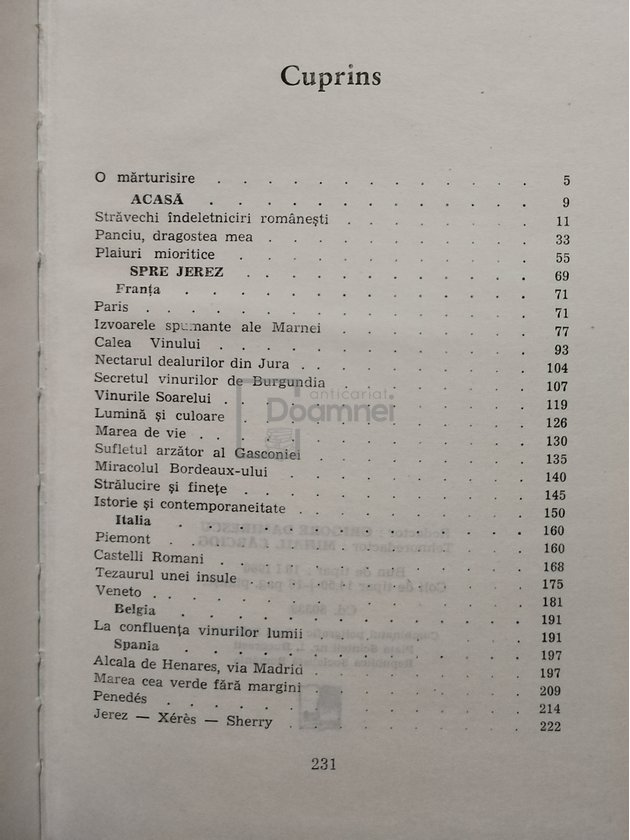 Cuprins
O mărturisire . . . . . . . . . . 5
ACASĂ . . . . . . . . . . 9
Străvechi îndeletniciri românești . . . . . . 11
Panciu, dragostea mea . . . . . . . . 33
Plaiuri mioritice . . . . . . . . . 55
SPRE JEREZ . . . . . . . . . 69
Franța . . . . . . . . . . . 71
Paris . . . . . . . . . . . . 71
Izvoarele spumante ale Marnei . . . . . . 77
Calea Vinului . . . . . . . . . . 93
Nectarul dealurilor din Jura . . . . . . . 104
Secretul vinurilor de Burgundia . . . . . . 107
Vinurile Soarelui . . . . . . . . . 119
Lumină și culoare . . . . . . . . . 126
Marea de vie . . . . . . . . . . 130
Sufletul arzător al Gasconiei . . . . . . 135
Miracolul Bordeaux-ului . . . . . . . 140
Strălucire și finețe . . . . . . . . . 145
Istorie și contemporaneitate . . . . . . . 150
Italia . . . . . . . . . . . 160
Piemont . . . . . . . . . . . 160
Castelli Romani . . . . . . . . . 168
Tezaurul unei insule . . . . . . . . 175
Veneto . . . . . . . . . . . 181
Belgia . . . . . . . . . . . 191
La confluența vinurilor lumii . . . . . . 191
Spania . . . . . . . . . . . 197
Alcala de Henares, via Madrid . . . . . . 197
Marea cea verde fără margini . . . . . . 209
Penedés . . . . . . . . . . . 214
Jerez — Xérès — Sherry . . . . . . . 222
231
anticariat
Doamnei